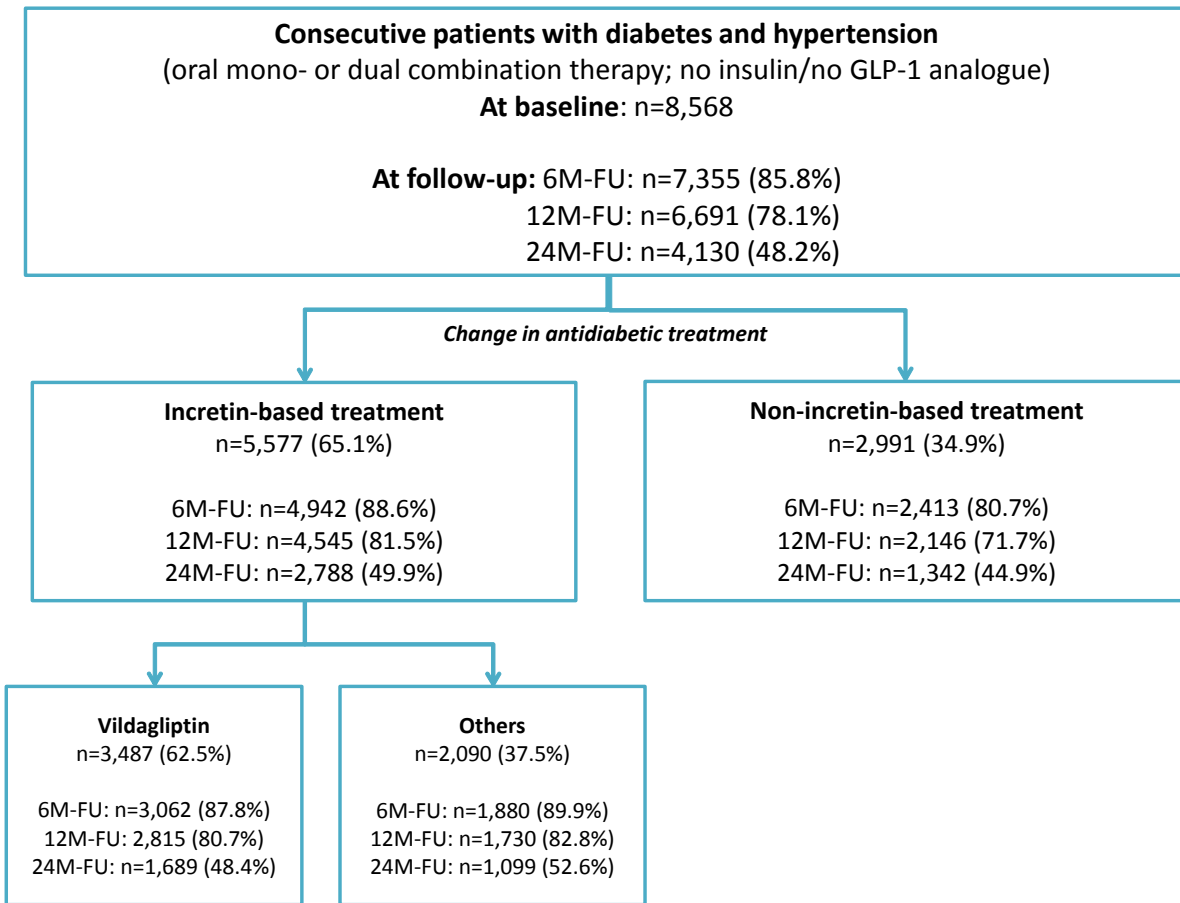 Consecutive patients with diabetes and hypertension
(oral mono- or dual combination therapy; no insulin/no GLP-1 analogue)
At baseline: n=8,568
At follow-up: 6M-FU: n=7,355 (85.8%)
12M-FU: n=6,691 (78.1%)
24M-FU: n=4,130 (48.2%)
Change in antidiabetic treatment
Incretin-based treatment
n=5,577 (65.1%)
6M-FU: n=4,942 (88.6%)
12M-FU: n=4,545 (81.5%)
24M-FU: n=2,788 (49.9%)
Non-incretin-based treatment
n=2,991 (34.9%)
6M-FU: n=2,413 (80.7%)
12M-FU: n=2,146 (71.7%)
24M-FU: n=1,342 (44.9%)
Vildagliptin
n=3,487 (62.5%)
6M-FU: n=3,062 (87.8%)
12M-FU: 2,815 (80.7%)
24M-FU: n=1,689 (48.4%)
Others
n=2,090 (37.5%)
6M-FU: n=1,880 (89.9%)
12M-FU: n=1,730 (82.8%)
24M-FU: n=1,099 (52.6%)